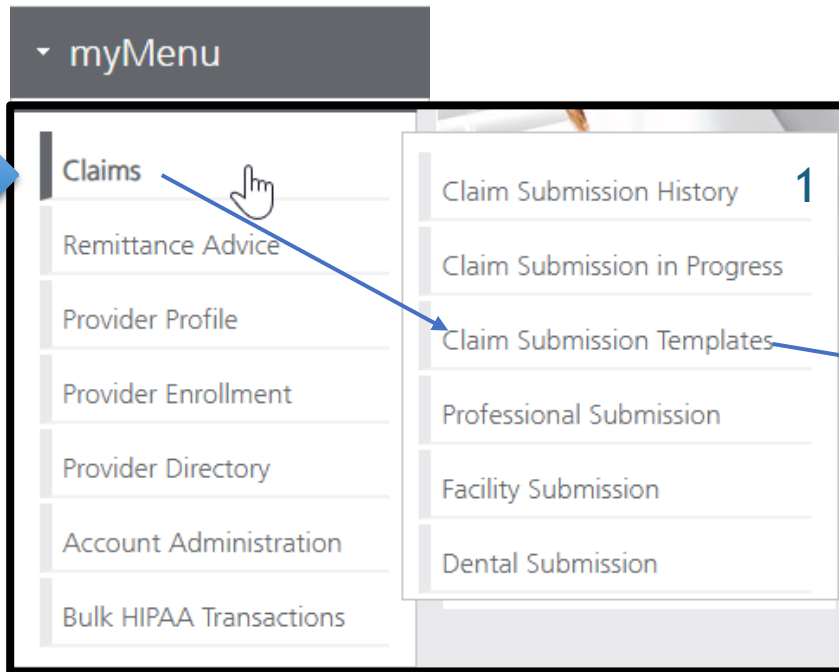 myMenu
Claims
Remittance Advice
Provider Profile
Provider Enrollment
Provider Directory
Account Administration
Bulk HIPAA Transactions
Claim Submission History 1
Claim Submission in Progress
Claim Submission Templates
Professional Submission
Facility Submission
Dental Submission